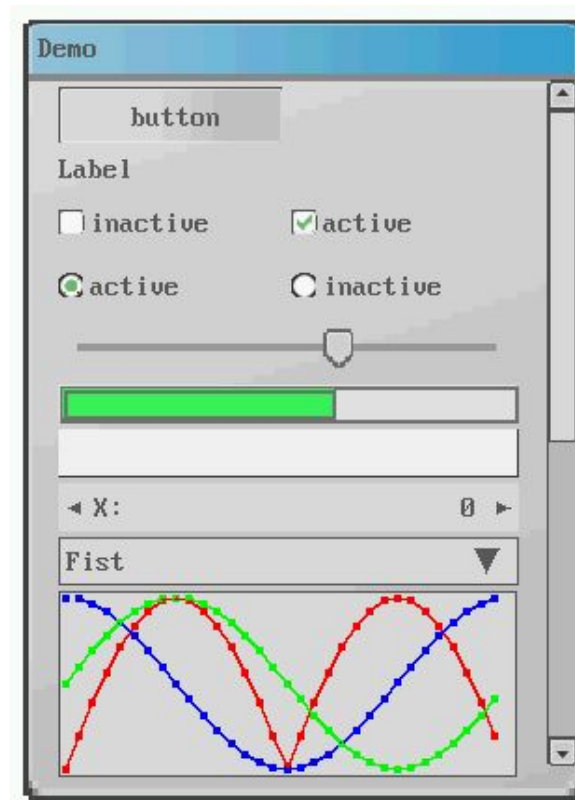 Demo
button
Label
inactive active
active inactive
X: 0
Fist